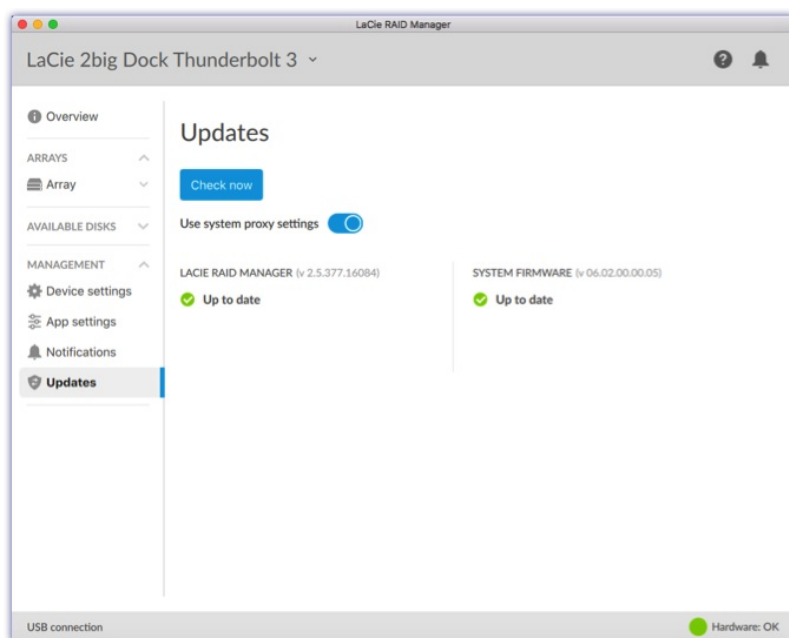 LaCie RAID Manager
LaCie 2big Dock Thunderbolt 3
Overview
ARRAYS
Array
AVAILABLE DISKS
MANAGEMENT
Device settings
App settings
Notifications
Updates
Updates
Check now
Use system proxy settings
LACIE RAID MANAGER (v 2.5.377.16084)
Up to date
SYSTEM FIRMWARE (v 06.02.00.00.05)
Up to date
USB connection
Hardware: OK